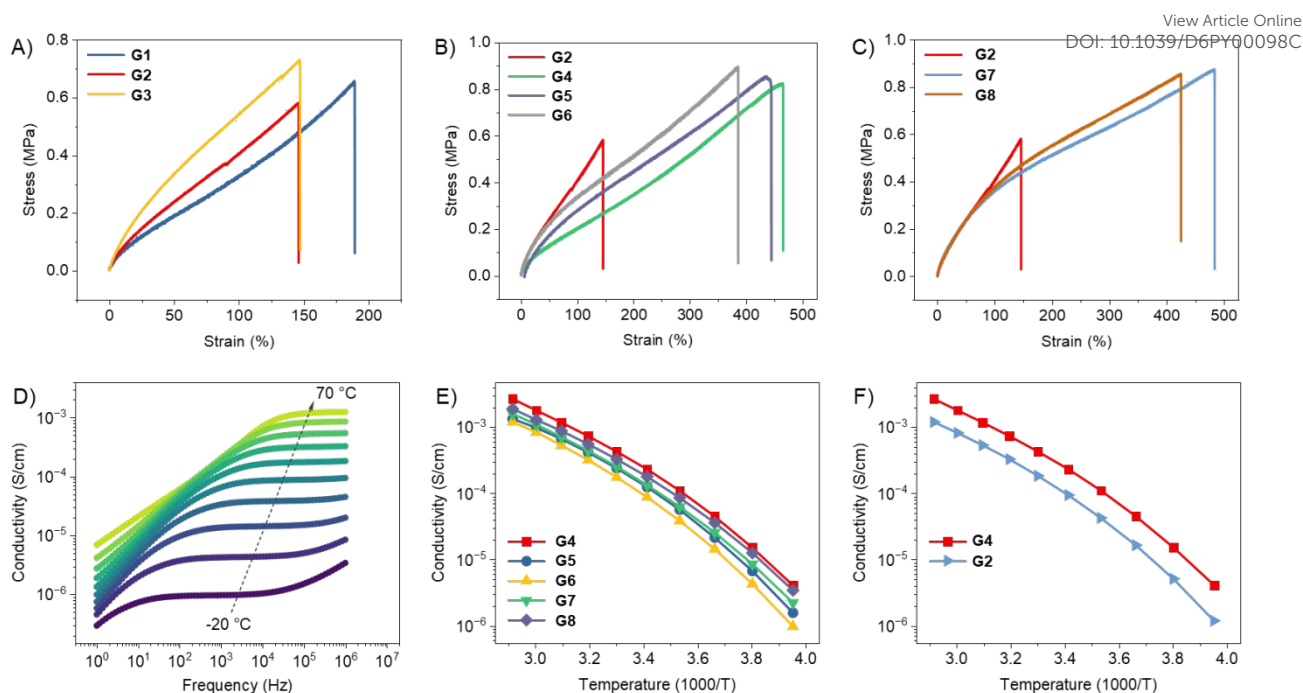 View Article Online
DOI: 10.1039/D6PY00098C
A)
G1
G2
G3
0.8
0.6
0.4
0.2
0.0
Stress (MPa)
0 50 100 150 200
Strain (%)
B)
G2
G4
G5
G6
1.0
0.8
0.6
0.4
0.2
0.0
Stress (MPa)
0 100 200 300 400 500
Strain (%)
C)
G2
G7
G8
1.0
0.8
0.6
0.4
0.2
0.0
Stress (MPa)
0 100 200 300 400 500
Strain (%)
D)
70 °C
-20 °C
10⁻³
10⁻⁴
10⁻⁵
10⁻⁶
Conductivity (S/cm)
10⁰ 10¹ 10² 10³ 10⁴ 10⁵ 10⁶ 10⁷
Frequency (Hz)
E)
10⁻³
10⁻⁴
10⁻⁵
10⁻⁶
Conductivity (S/cm)
G4
G5
G6
G7
G8
3.0 3.2 3.4 3.6 3.8 4.0
Temperature (1000/T)
F)
10⁻³
10⁻⁴
10⁻⁵
10⁻⁶
Conductivity (S/cm)
G4
G2
3.0 3.2 3.4 3.6 3.8 4.0
Temperature (1000/T)